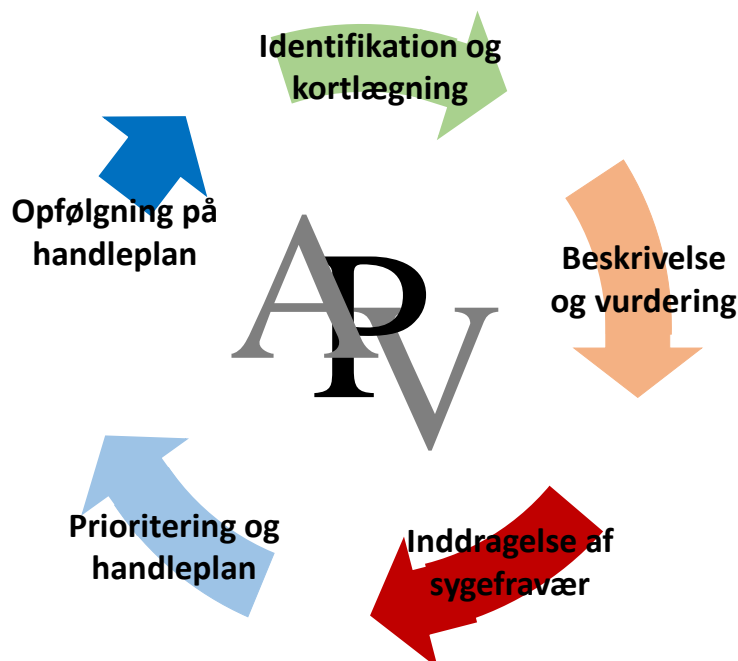 Identifikation og
kortlægning
Beskrivelse
og vurdering
Inddragelse af
sygefravær
Prioritering og
handleplan
Opfølgning på
handleplan
APV